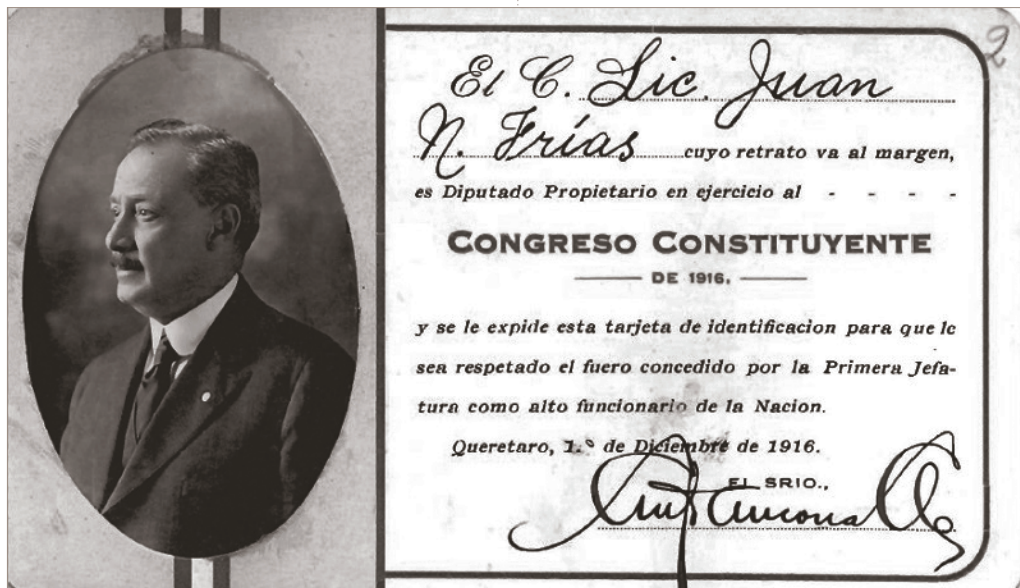 2
El C. Lic. Juan
N. Frías cuyo retrato va al margen,
es Diputado Propietario en ejercicio al - - - -
CONGRESO CONSTITUYENTE
DE 1916.
y se le expide esta tarjeta de identificacion para que le
sea respetado el fuero concedido por la Primera Jefa-
tura como alto funcionario de la Nacion.
Queretaro, 1.º de Diciembre de 1916.
EL SRIO.,